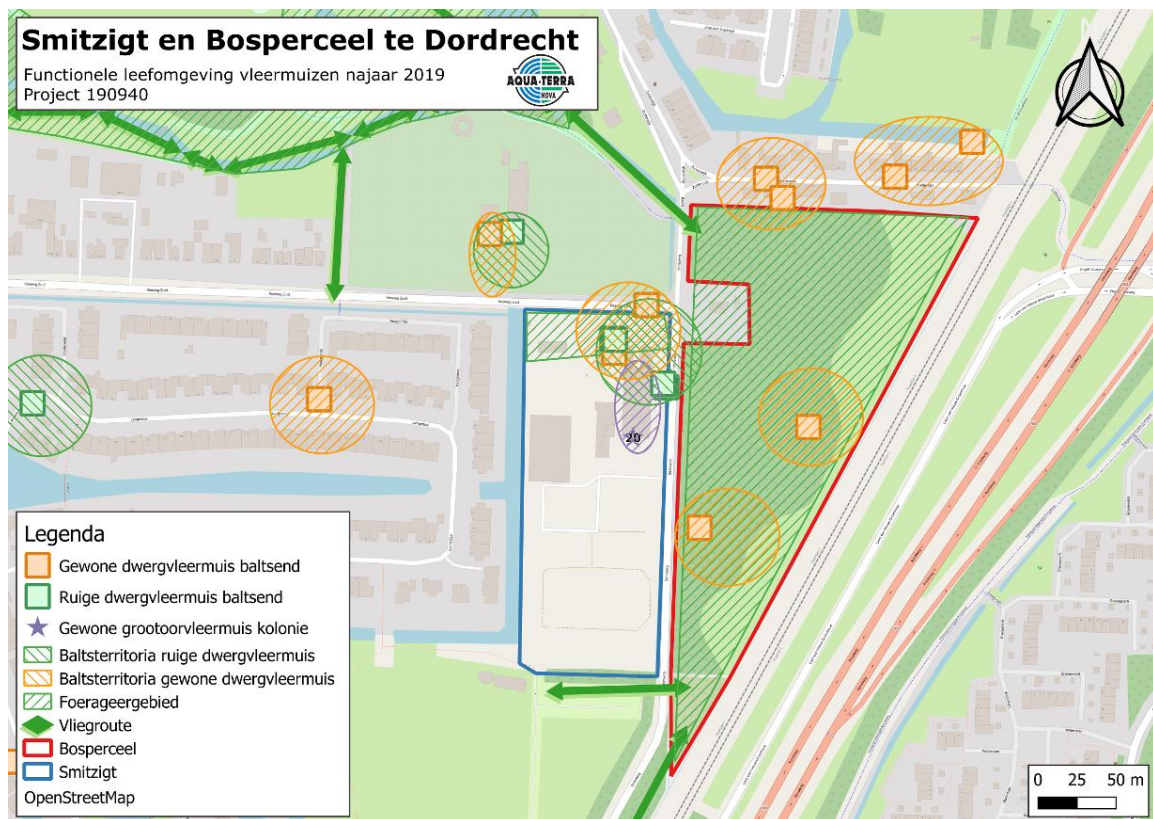 Smitzigt en Bosperceel te Dordrecht
Functionele leefomgeving vleermuizen najaar 2019
Project 190940
AQUA-TERRA
NOVA
N
20
Legenda
Gewone dwergvleermuis baltsend
Ruige dwergvleermuis baltsend
Gewone grootoorvleermuis kolonie
Baltsterritoria ruige dwergvleermuis
Baltsterritoria gewone dwergvleermuis
Foerageergebied
Vliegroute
Bosperceel
Smitzigt
OpenStreetMap
0 25 50 m